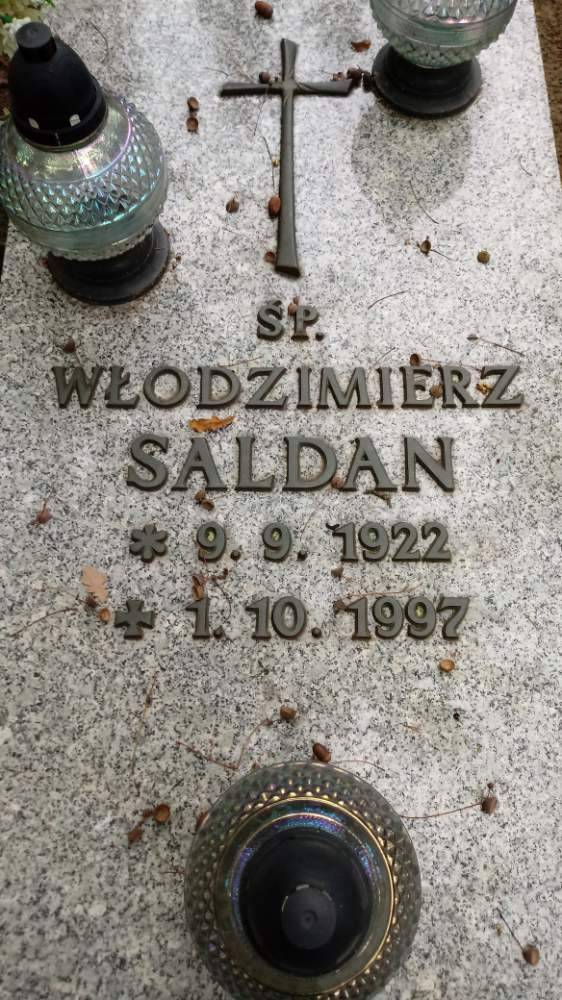 ŚP.
WŁODZIMIERZ
SALDAN
* 9. 9. 1922
✠ 1. 10. 1997